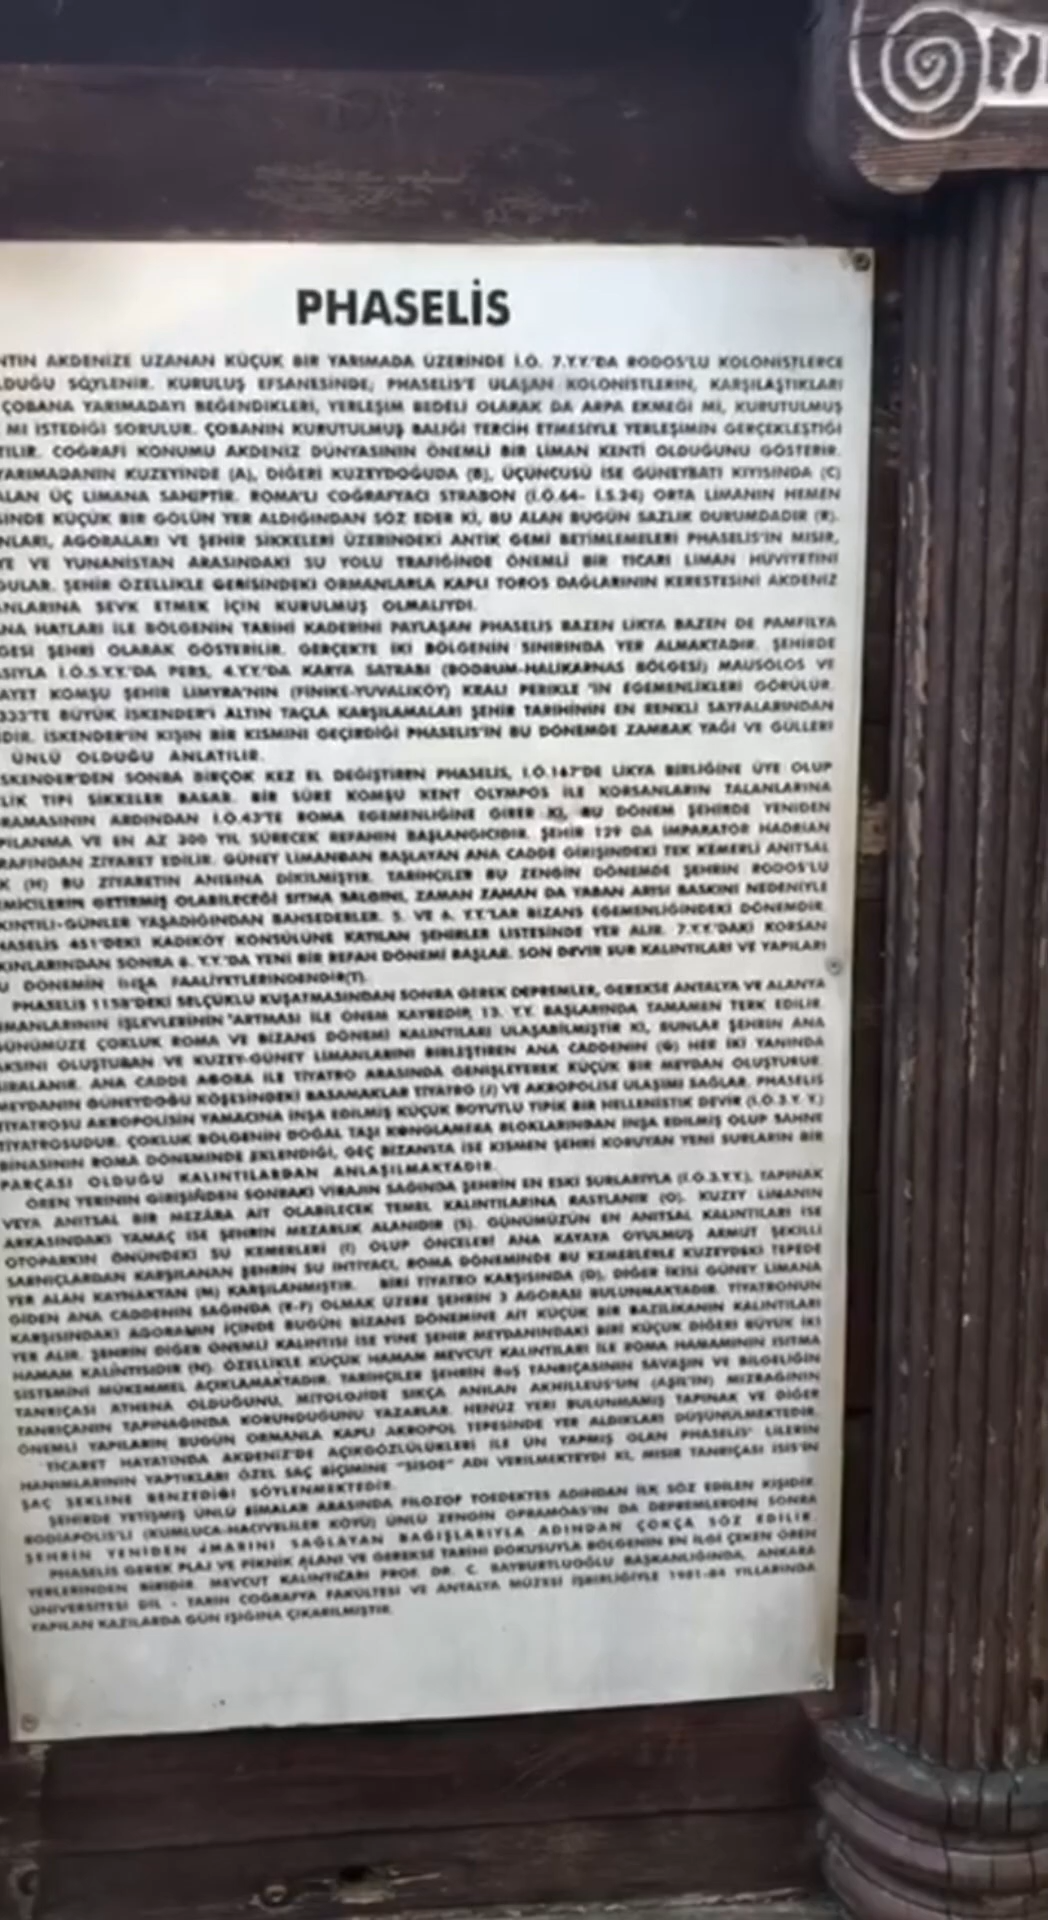 PHASELİS
NTİN AKDENİZE UZANAN KÜÇÜK BİR YARIMADA ÜZERİNDE İ.Ö. 7.Y.Y.'DA RODOS'LU KOLONİSTLERCE
LDUĞU SÖYLENİR. KURULUŞ EFSANESİNDE; PHASELİS'E ULAŞAN KOLONİSTLERİN, KARŞILAŞTIKLARI
ÇOBANA YARIMADAYI BEĞENDİKLERİ, YERLEŞİM BEDELİ OLARAK DA ARPA EKMEĞİ Mİ, KURUTULMUŞ
MI İSTEDİĞİ SORULUR. ÇOBANIN KURUTULMUŞ BALIĞI TERCİH ETMESİYLE YERLEŞİMİN GERÇEKLEŞTİĞİ
TILIR. COĞRAFİ KONUMU AKDENİZ DÜNYASININ ÖNEMLİ BİR LİMAN KENTİ OLDUĞUNU GÖSTERİR.
YARIMADANIN KUZEYİNDE (A), DİĞERİ KUZEYDOĞUDA (B), ÜÇÜNCÜSÜ İSE GÜNEYBATI KIYISINDA (C)
ALAN ÜÇ LİMANA SAHİPTİR. ROMA'LI COĞRAFYACI STRABON (İ.Ö.64- İ.S.24) ORTA LİMANIN HEMEN
SİNDE KÜÇÜK BİR GÖLÜN YER ALDIĞINDAN SÖZ EDER Kİ, BU ALAN BUGÜN SAZLIK DURUMDADIR (R).
NLARI, AGORALARI VE ŞEHİR SİKKELERİ ÜZERİNDEKİ ANTİK GEMİ BETİMLEMELERİ PHASELİS'İN MISIR,
YE VE YUNANİSTAN ARASINDAKİ SU YOLU TRAFİĞİNDE ÖNEMLİ BİR TİCARİ LİMAN HÜVİYETİNİ
GULAR. ŞEHİR ÖZELLİKLE GERİSİNDEKİ ORMANLARLA KAPLI TOROS DAĞLARININ KERESTESİNİ AKDENİZ
ANLARINA SEVK ETMEK İÇİN KURULMUŞ OLMALIYDI.
NA HATLARI İLE BÖLGENİN TARİHİ KADERİNİ PAYLAŞAN PHASELİS BAZEN LİKYA BAZEN DE PAMFİLYA
GESİ ŞEHRİ OLARAK GÖSTERİLİR. GERÇEKTE İKİ BÖLGENİN SINIRINDA YER ALMAKTADIR. ŞEHİRDE
SIYLA İ.Ö.5.Y.Y.'DA PERS, 4.Y.Y.'DA KARYA SATRABI (BODRUM-HALİKARNAS BÖLGESİ) MAUSOLOS VE
AYET KOMŞU ŞEHİR LİMYRA'NIN (FİNİKE-YUVALIKÖY) KRALI PERİKLE 'İN EGEMENLİKLERİ GÖRÜLÜR.
333'TE BÜYÜK İSKENDER'İ ALTIN TAÇLA KARŞILAMALARI ŞEHİR TARİHİNİN EN RENKLİ SAYFALARINDAN
DIR. İSKENDER'İN KIŞIN BİR KISMINI GEÇİRDİĞİ PHASELİS'İN BU DÖNEMDE ZAMBAK YAĞI VE GÜLLERİ
ÜNLÜ OLDUĞU ANLATILIR.
SKENDER'DEN SONRA BİRÇOK KEZ EL DEĞİŞTİREN PHASELİS, İ.Ö.167'DE LİKYA BİRLİĞİNE ÜYE OLUP
LİK TİPİ SİKKELER BASAR. BİR SÜRE KOMŞU KENT OLYMPOS İLE KORSANLARIN TALANLARINA
RAMASININ ARDINDAN İ.Ö.43'TE ROMA EGEMENLİĞİNE GİRER Kİ, BU DÖNEM ŞEHİRDE YENİDEN
PILANMA VE EN AZ 300 YIL SÜRECEK REFAHIN BAŞLANGICIDIR. ŞEHİR 129 DA İMPARATOR HADRIAN
RAFINDAN ZİYARET EDİLİR. GÜNEY LİMANDAN BAŞLAYAN ANA CADDE GİRİŞİNDEKİ TEK KEMERLİ ANITSAL
K (H) BU ZİYARETİN ANISINA DİKİLMİŞTİR. TARİHÇİLER BU ZENGİN DÖNEMDE ŞEHRİN RODOS'LU
EMİCİLERİN GETİRMİŞ OLABİLECEĞİ SITMA SALGINI, ZAMAN ZAMAN DA YABAN ARISI BASKINI NEDENİYLE
KINTILI-GÜNLER YAŞADIĞINDAN BAHSEDERLER. 5. VE 6. Y.Y.'LAR BİZANS EGEMENLİĞİNDEKİ DÖNEMDİR.
HASELİS 451'DEKİ KADIKÖY KONSÜLÜNE KATILAN ŞEHİRLER LİSTESİNDE YER ALIR. 7.Y.Y.'DAKİ KORSAN
KINLARINDAN SONRA 8. Y.Y.'DA YENİ BİR REFAH DÖNEMİ BAŞLAR. SON DEVİR SUR KALINTILARI VE YAPILARI
U DÖNEMİN İNŞA FAALİYETLERİNDENDİR(T).
PHASELİS 1158'DEKİ SELÇUKLU KUŞATMASINDAN SONRA GEREK DEPREMLER, GEREKSE ANTALYA VE ALANYA
İMANLARININ İŞLEVLERİNİN ARTMASI İLE ÖNEM KAYBEDİP, 13. Y.Y. BAŞLARINDA TAMAMEN TERK EDİLİR.
GÜNÜMÜZE ÇOKLUK ROMA VE BİZANS DÖNEMİ KALINTILARI ULAŞABİLMİŞTİR Kİ, BUNLAR ŞEHRİN ANA
AKSINI OLUŞTURAN VE KUZEY-GÜNEY LİMANLARINI BİRLEŞTİREN ANA CADDENİN (G) HER İKİ YANINDA
SIRALANIR. ANA CADDE AGORA İLE TİYATRO ARASINDA GENİŞLEYEREK KÜÇÜK BİR MEYDAN OLUŞTURUR.
MEYDANIN GÜNEYDOĞU KÖŞESİNDEKİ BASAMAKLAR TİYATRO (J) VE AKROPOLİSE ULAŞIMI SAĞLAR. PHASELİS
TİYATROSU AKROPOLİSİN YAMACINA İNŞA EDİLMİŞ KÜÇÜK BOYUTLU TİPİK BİR HELLENİSTİK DEVİR (İ.Ö.3.Y.Y.)
TİYATROSUDUR. ÇOKLUK BÖLGENİN DOĞAL TAŞI KONGLAMERA BLOKLARINDAN İNŞA EDİLMİŞ OLUP SAHNE
BİNASININ ROMA DÖNEMİNDE EKLENDİĞİ, GEÇ BİZANSTA İSE KISMEN ŞEHRİ KORUYAN YENİ SURLARIN BİR
PARÇASI OLDUĞU KALINTILARDAN ANLAŞILMAKTADIR.
ÖREN YERİNİN GİRİŞİNDEN SONRAKİ VİRAJIN SAĞINDA ŞEHRİN EN ESKİ SURLARIYLA (İ.Ö.3.Y.Y.), TAPINAK
VEYA ANITSAL BİR MEZARA AİT OLABİLECEK TEMEL KALINTILARINA RASTLANIR (O). KUZEY LİMANIN
ARKASINDAKİ YAMAÇ İSE ŞEHRİN MEZARLIK ALANIDIR (S). GÜNÜMÜZÜN EN ANITSAL KALINTILARI İSE
OTOPARKIN ÖNÜNDEKİ SU KEMERLERİ (I) OLUP ÖNCELERİ ANA KAYAYA OYULMUŞ ARMUT ŞEKİLLİ
SARNIÇLARDAN KARŞILANAN ŞEHRİN SU İHTİYACI, ROMA DÖNEMİNDE BU KEMERLERLE KUZEYDEKİ TEPEDE
YER ALAN KAYNAKTAN (M) KARŞILANMIŞTIR. BİRİ TİYATRO KARŞISINDA (D), DİĞER İKİSİ GÜNEY LİMANA
GİDEN ANA CADDENİN SAĞINDA (E-F) OLMAK ÜZERE ŞEHRİN 3 AGORASI BULUNMAKTADIR. TİYATRONUN
KARŞISINDAKİ AGORANIN İÇİNDE BUGÜN BİZANS DÖNEMİNE AİT KÜÇÜK BİR BAZİLİKANIN KALINTILARI
YER ALIR. ŞEHRİN DİĞER ÖNEMLİ KALINTISI İSE YİNE ŞEHİR MEYDANINDAKİ BİRİ KÜÇÜK DİĞERİ BÜYÜK İKİ
HAMAM KALINTISIDIR (N). ÖZELLİKLE KÜÇÜK HAMAM MEVCUT KALINTILARI İLE ROMA HAMAMININ ISITMA
SİSTEMİNİ MÜKEMMEL AÇIKLAMAKTADIR. TARİHÇİLER ŞEHRİN BAŞ TANRIÇASININ SAVAŞIN VE BİLGELİĞİN
TANRIÇASI ATHENA OLDUĞUNU, MİTOLOJİDE SIKÇA ANILAN AKHILLEUS'UN (AŞİL'İN) MIZRAĞININ
TANRIÇANIN TAPINAĞINDA KORUNDUĞUNU YAZARLAR. HENÜZ YERİ BULUNMAMIŞ TAPINAK VE DİĞER
ÖNEMLİ YAPILARIN BUGÜN ORMANLA KAPLI AKROPOL TEPESİNDE YER ALDIKLARI DÜŞÜNÜLMEKTEDİR.
TİCARET HAYATINDA AKDENİZ'DE AÇIKGÖZLÜLÜKLERİ İLE ÜN YAPMIŞ OLAN PHASELİS' LİLERİN
HANIMLARININ YAPTIKLARI ÖZEL SAÇ BİÇİMİNE "SİSOE" ADI VERİLMEKTEYDİ Kİ, MISIR TANRIÇASI ISIS'İN
SAÇ ŞEKLİNE BENZEDİĞİ SÖYLENMEKTEDİR.
ŞEHİRDE YETİŞMİŞ ÜNLÜ SİMALAR ARASINDA FİLOZOF TOEDEKTES ADINDAN İLK SÖZ EDİLEN KİŞİDİR.
RODİAPOLİS'Lİ (KUMLUCA-HACIVELİLER KÖYÜ) ÜNLÜ ZENGİN OPRAMOAS'IN DA DEPREMLERDEN SONRA
ŞEHRİN YENİDEN İMARINI SAĞLAYAN BAĞIŞLARIYLA ADINDAN ÇOKÇA SÖZ EDİLİR.
PHASELİS GEREK PLAJ VE PİKNİK ALANI VE GEREKSE TARİHİ DOKUSUYLA BÖLGENİN EN İLGİ ÇEKEN ÖREN
YERLERİNDEN BİRİDİR. MEVCUT KALINTILARI PROF. DR. C. BAYBURTLUOĞLU BAŞKANLIĞINDA, ANKARA
ÜNİVERSİTESİ DİL - TARİH COĞRAFYA FAKÜLTESİ VE ANTALYA MÜZESİ İŞBİRLİĞİYLE 1981-84 YILLARINDA
YAPILAN KAZILARDA GÜN IŞIĞINA ÇIKARILMIŞTIR.